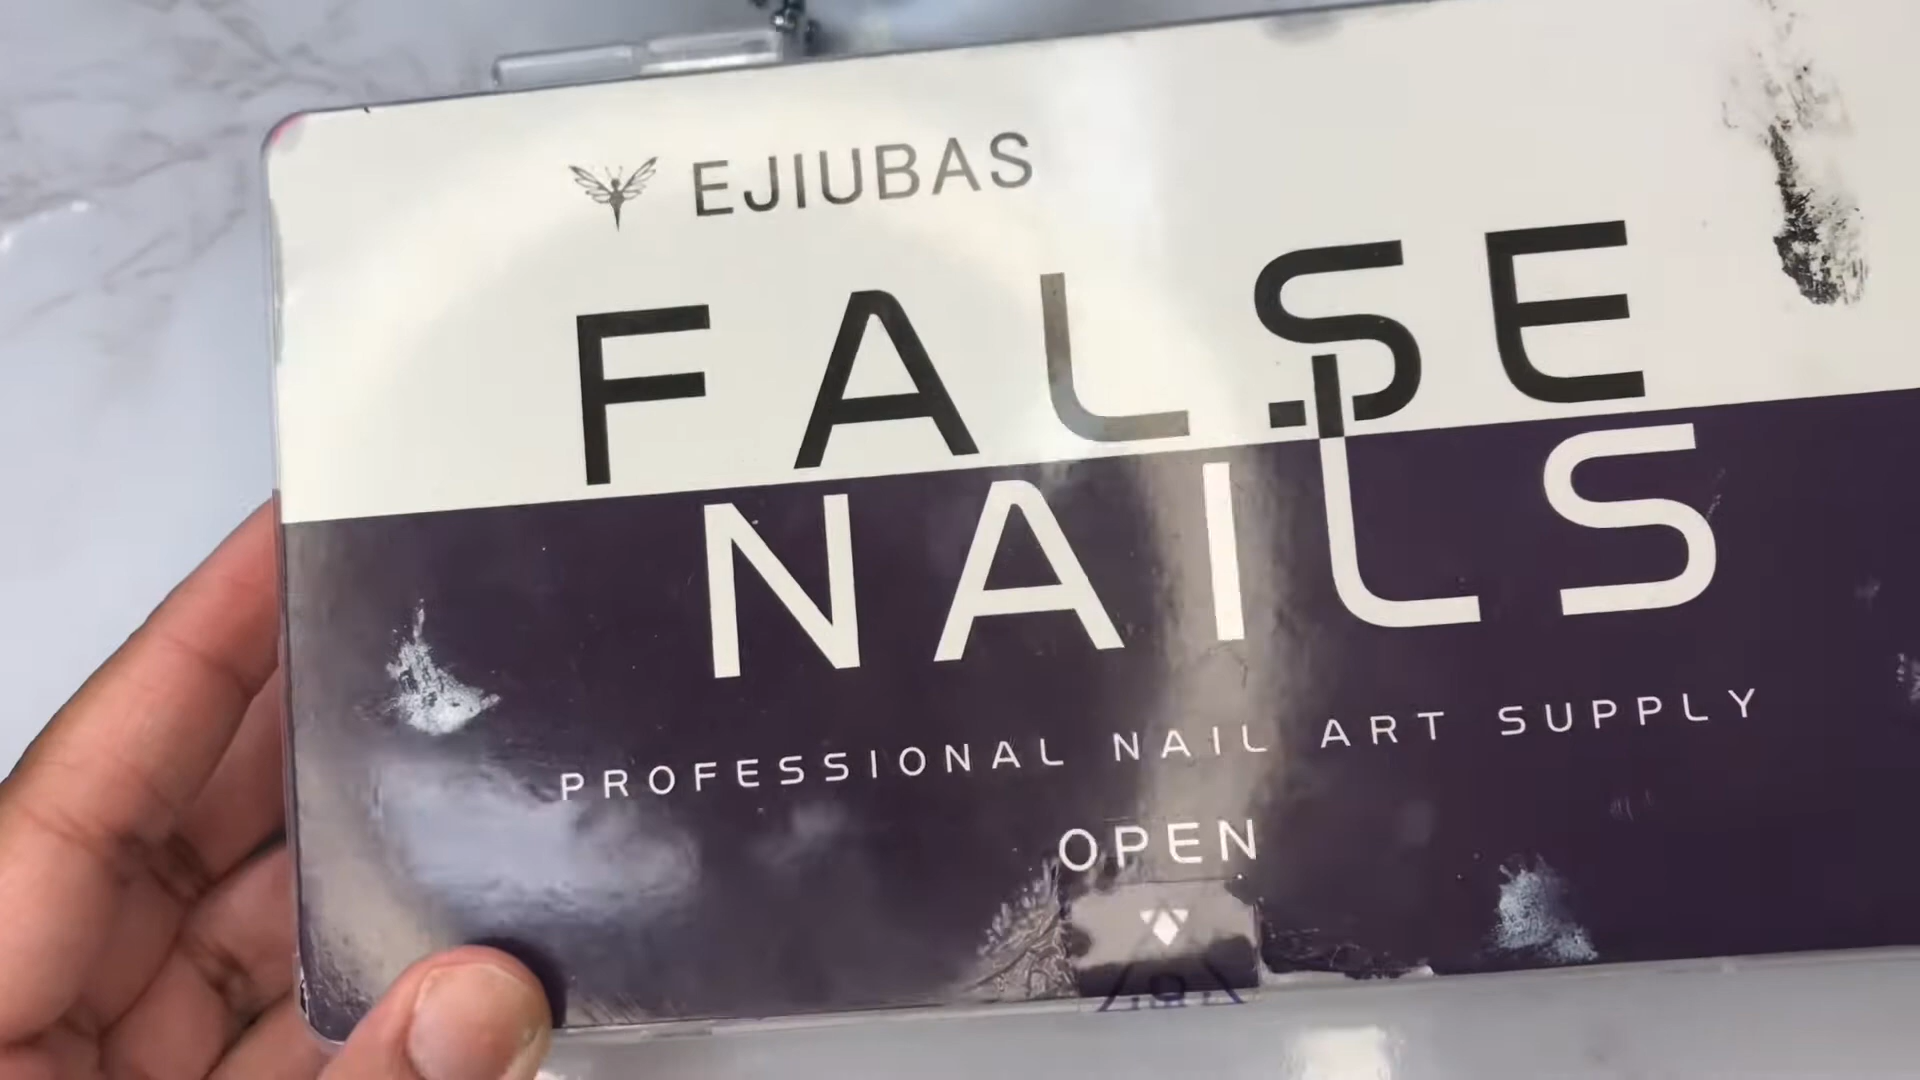 EJIUBAS
FALSE
NAILS
PROFESSIONAL NAIL ART SUPPLY
OPEN